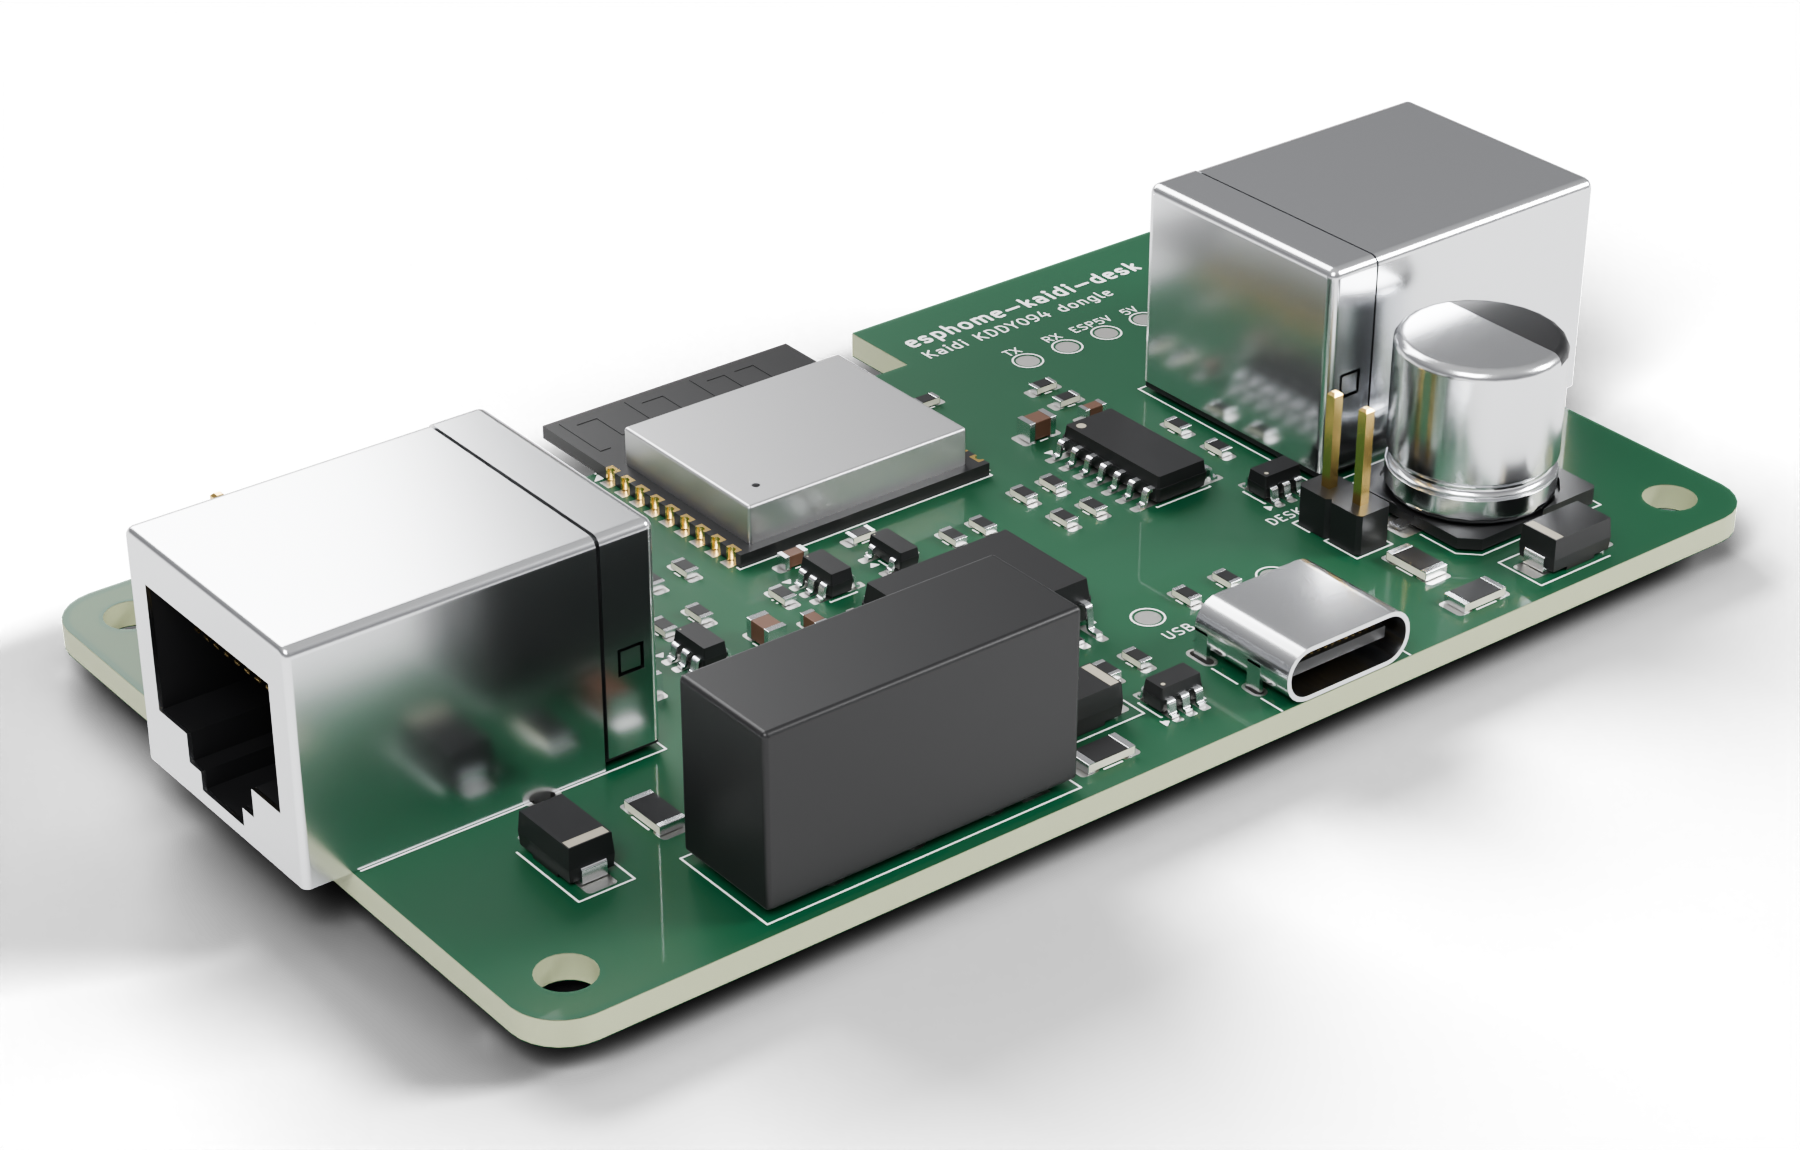 esphome-kaidi-desk
Kaidi KDDY094 dongle
TX RX ESP5V 5V
DESK
USB